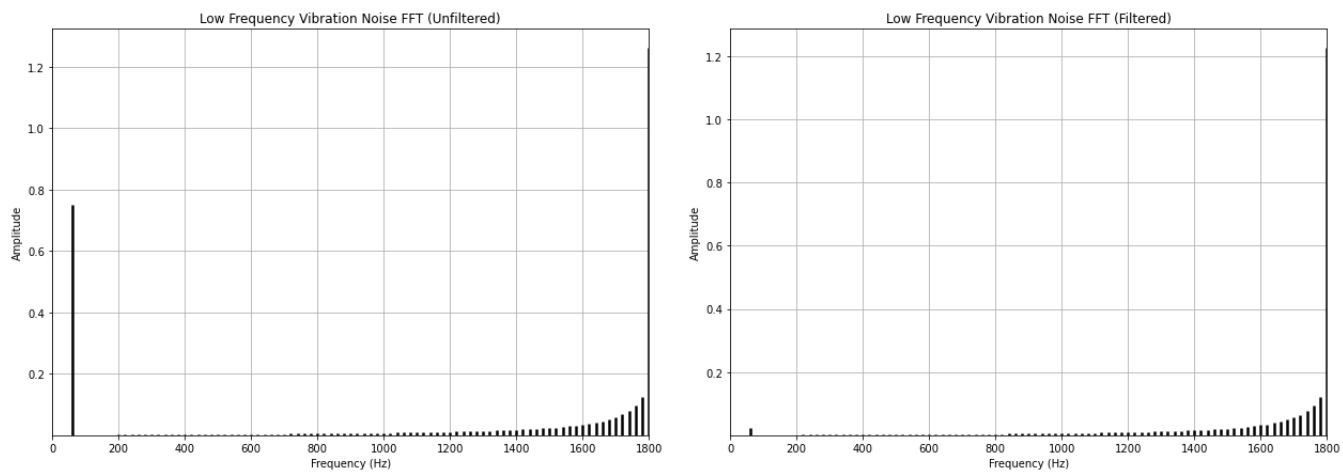 Low Frequency Vibration Noise FFT (Unfiltered)
1.2
1.0
0.8
0.6
0.4
0.2
Amplitude
0 200 400 600 800 1000 1200 1400 1600 1800
Frequency (Hz)
Low Frequency Vibration Noise FFT (Filtered)
1.2
1.0
0.8
0.6
0.4
0.2
Amplitude
0 200 400 600 800 1000 1200 1400 1600 1800
Frequency (Hz)